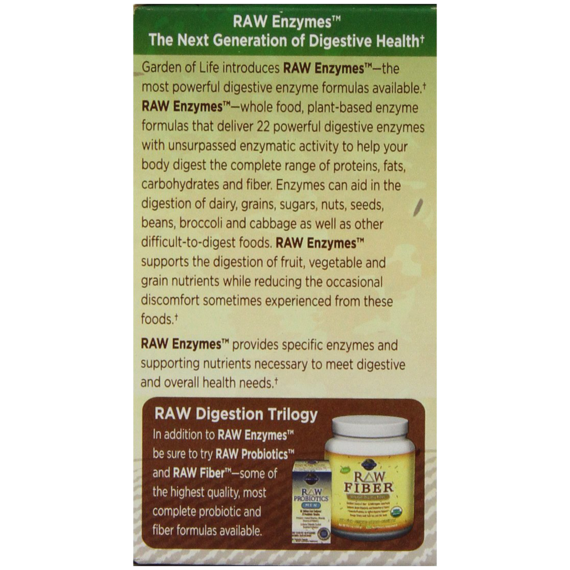 RAW Enzymes™
The Next Generation of Digestive Health†
Garden of Life introduces RAW Enzymes™—the
most powerful digestive enzyme formulas available.†
RAW Enzymes™—whole food, plant-based enzyme
formulas that deliver 22 powerful digestive enzymes
with unsurpassed enzymatic activity to help your
body digest the complete range of proteins, fats,
carbohydrates and fiber. Enzymes can aid in the
digestion of dairy, grains, sugars, nuts, seeds,
beans, broccoli and cabbage as well as other
difficult-to-digest foods. RAW Enzymes™
supports the digestion of fruit, vegetable and
grain nutrients while reducing the occasional
discomfort sometimes experienced from these
foods.†
RAW Enzymes™ provides specific enzymes and
supporting nutrients necessary to meet digestive
and overall health needs.†
RAW Digestion Trilogy
In addition to RAW Enzymes™
be sure to try RAW Probiotics™
and RAW Fiber™—some of
the highest quality, most
complete probiotic and
fiber formulas available.
RAW
PROBIOTICS
RAW
FIBER